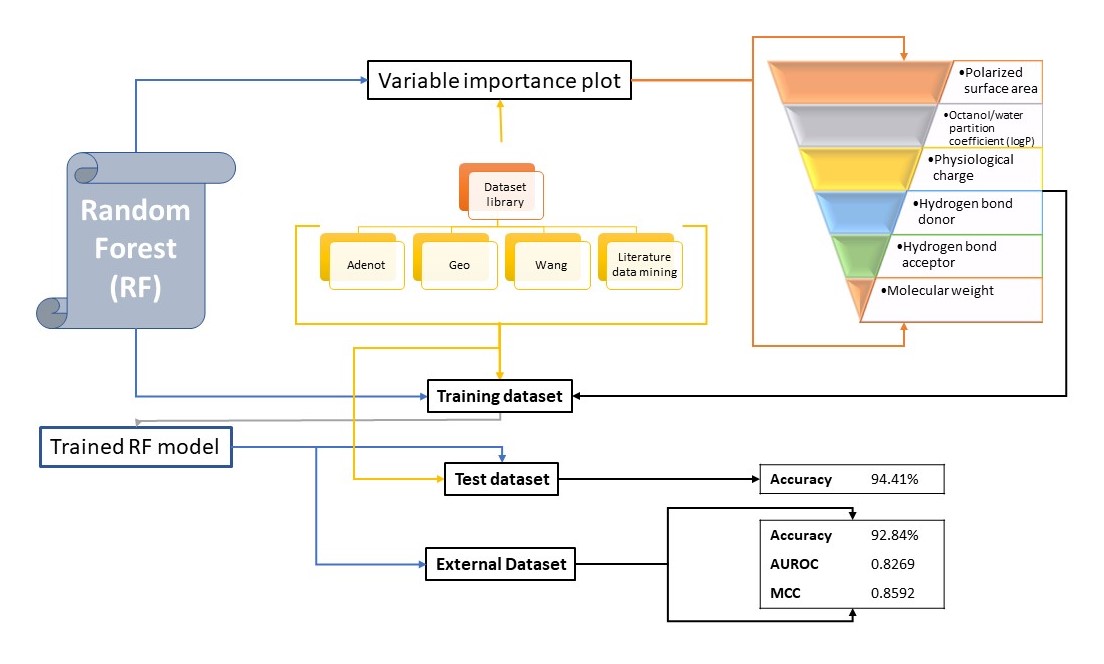 Variable importance plot
•Polarized
surface area
•Octanol/water
partition
coefficient (logP)
•Physiological
charge
•Hydrogen bond
donor
•Hydrogen bond
acceptor
•Molecular weight
Random
Forest
(RF)
Dataset
library
Adenot
Geo
Wang
Literature
data mining
Training dataset
Trained RF model
Test dataset
Accuracy 94.41%
External Dataset
Accuracy 92.84%
AUROC 0.8269
MCC 0.8592